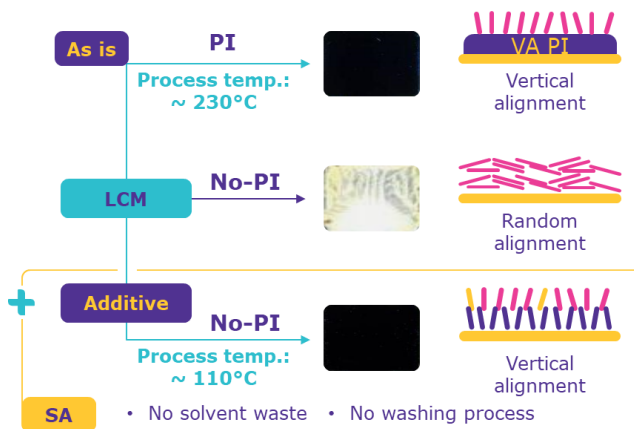 As is
PI
Process temp.:
~ 230°C
VA PI
Vertical
alignment
LCM
No-PI
Random
alignment
+
Additive
No-PI
Process temp.:
~ 110°C
Vertical
alignment
SA
• No solvent waste • No washing process